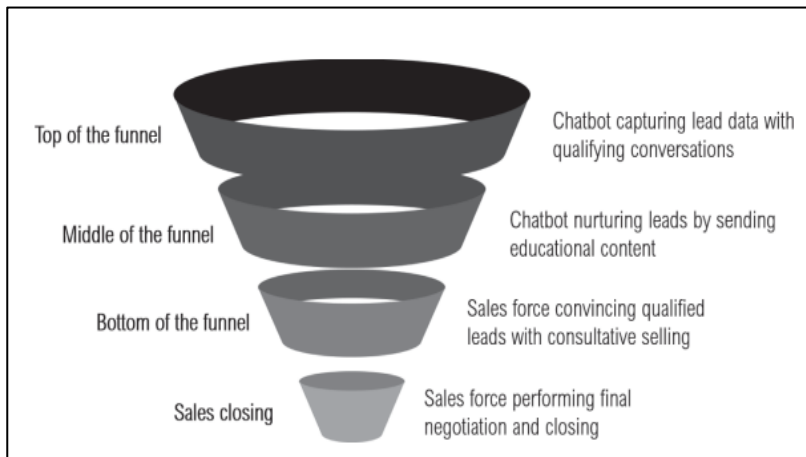 Top of the funnel
Chatbot capturing lead data with
qualifying conversations
Middle of the funnel
Chatbot nurturing leads by sending
educational content
Bottom of the funnel
Sales force convincing qualified
leads with consultative selling
Sales closing
Sales force performing final
negotiation and closing